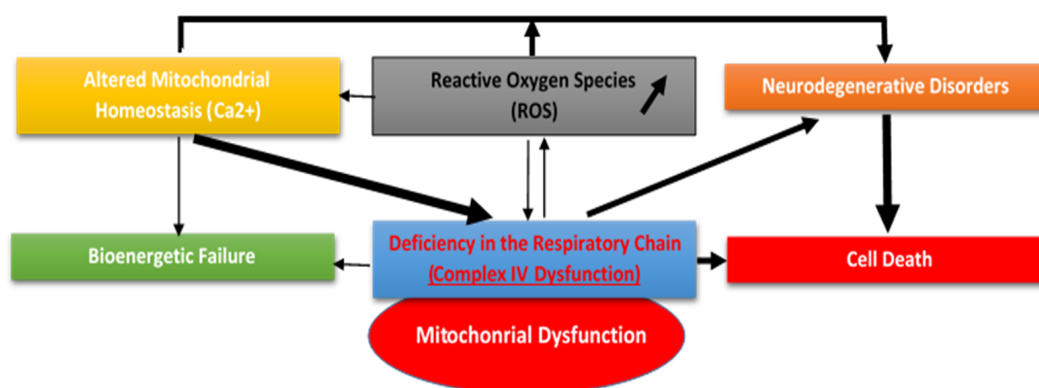 Altered Mitochondrial
Homeostasis (Ca2+)
Reactive Oxygen Species
(ROS)
Neurodegenerative Disorders
Bioenergetic Failure
Deficiency in the Respiratory Chain
(Complex IV Dysfunction)
Cell Death
Mitochonrial Dysfunction